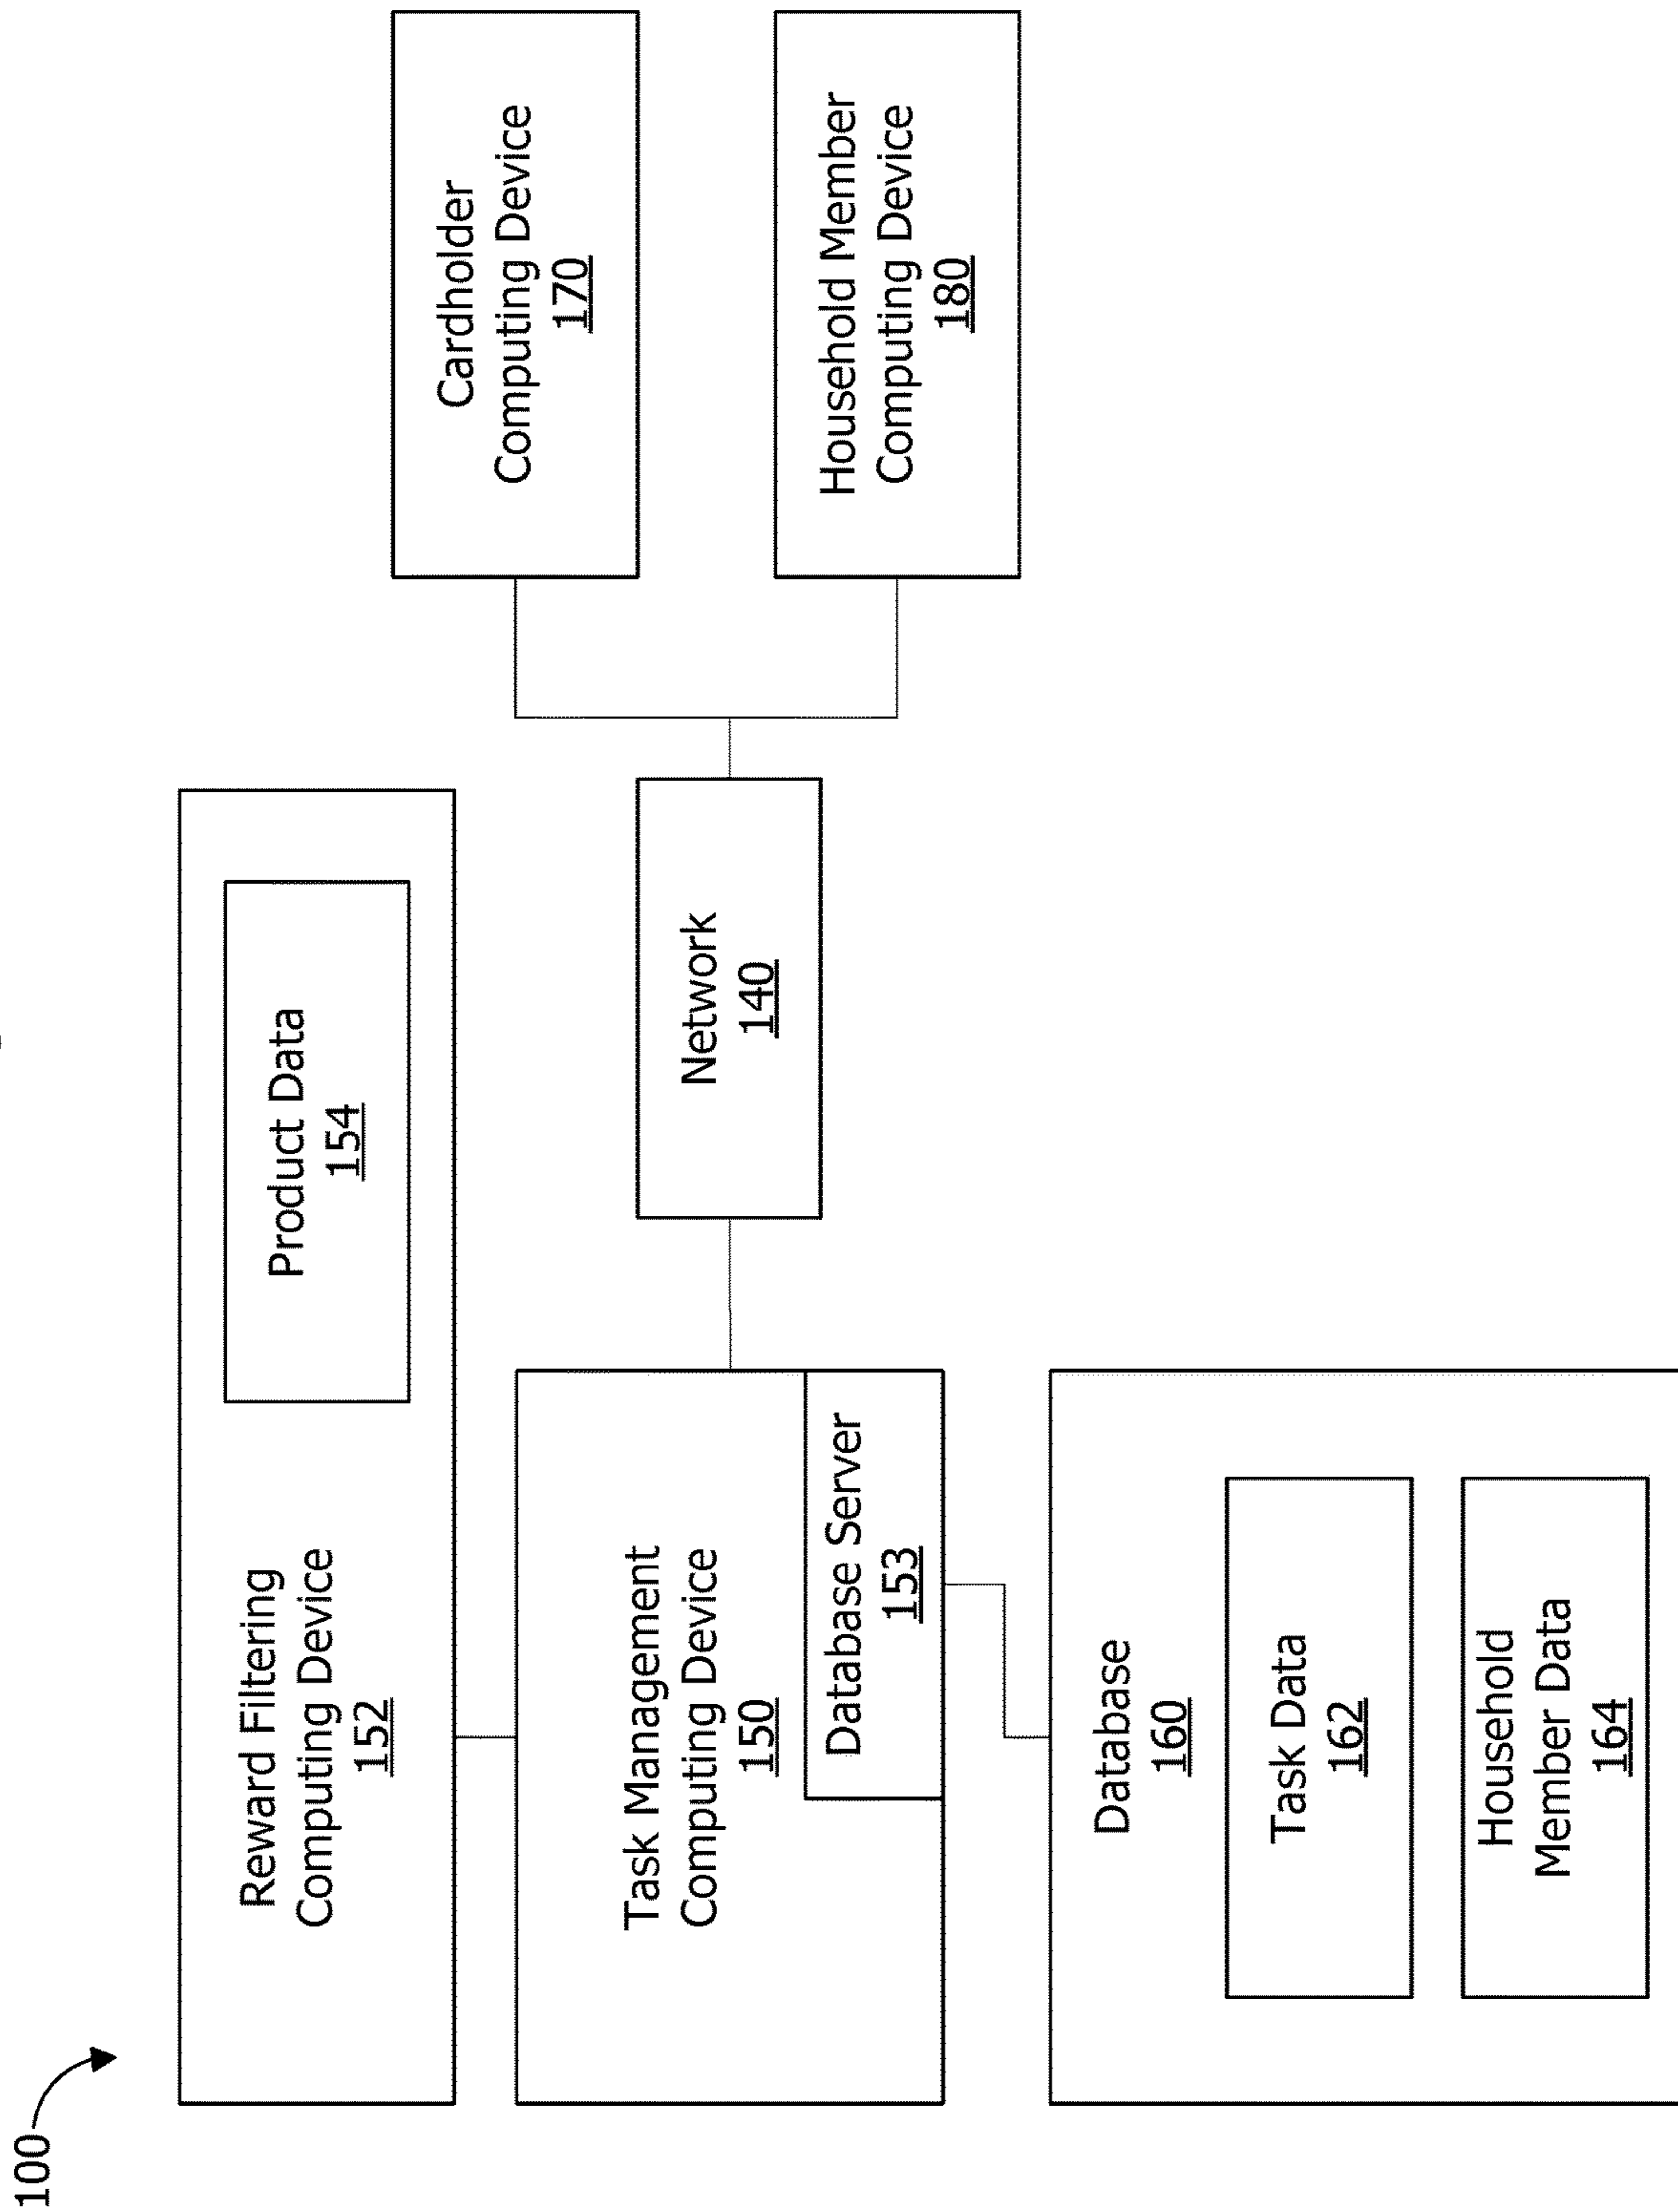 100
Reward Filtering
Computing Device
152
Product Data
154
Task Management
Computing Device
150
Database Server
153
Database
160
Task Data
162
Household
Member Data
164
Network
140
Cardholder
Computing Device
170
Household Member
Computing Device
180